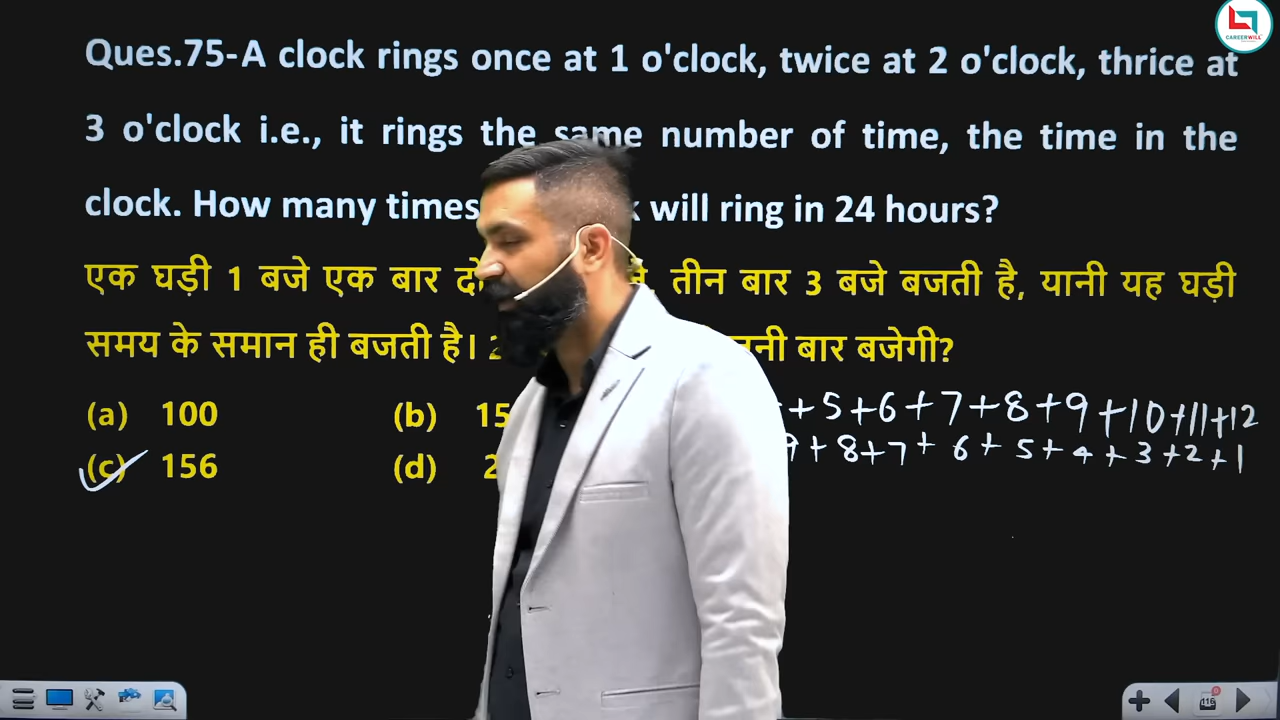 CAREERWILL
Ques.75-A clock rings once at 1 o'clock, twice at 2 o'clock, thrice at
3 o'clock i.e., it rings the same number of time, the time in the
clock. How many times will ring in 24 hours?
एक घड़ी 1 बजे एक बार तीन बार 3 बजे बजती है, यानी यह घड़ी
समय के समान ही बजती है। बार बजेगी?
(a) 100
(b) 15
+5+6+7+8+9+10+11+12
9+8+7+6+5+4+3+2+1
(c) 156
(d) 2
116